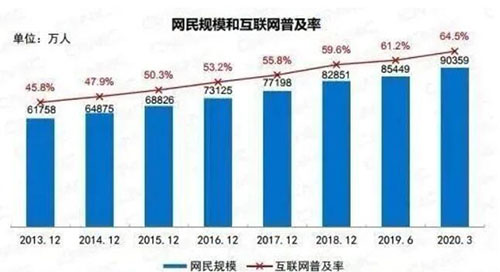 网民规模和互联网普及率
单位：万人
45.8% 47.9% 50.3% 53.2% 55.8% 59.6% 61.2% 64.5%
61758 64875 68826 73125 77198 82851 85449 90359
2013.12 2014.12 2015.12 2016.12 2017.12 2018.12 2019.6 2020.3
网民规模 互联网普及率